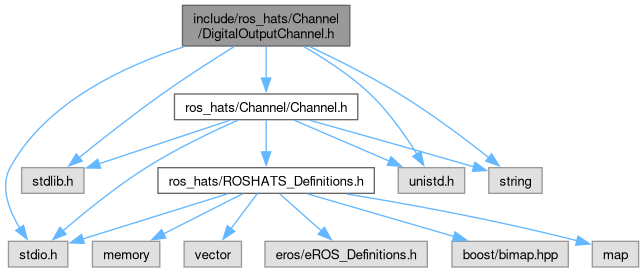 include/ros_hats/Channel
/DigitalOutputChannel.h
ros_hats/Channel/Channel.h
stdlib.h
ros_hats/ROSHATS_Definitions.h
unistd.h
string
stdio.h
memory
vector
eros/eROS_Definitions.h
boost/bimap.hpp
map